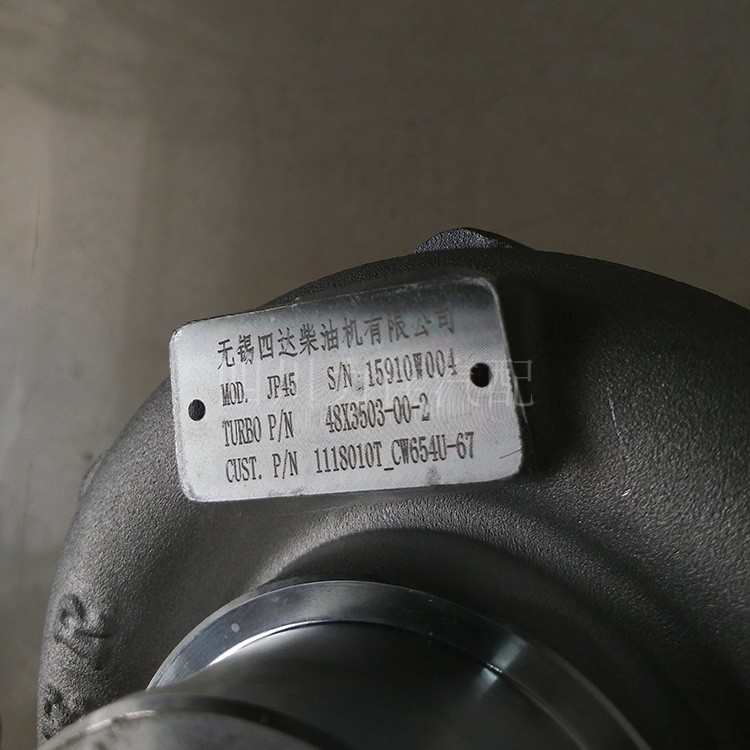 无锡四达柴油机有限公司
MOD. JP45 S/N 15910W004
TURBO P/N 48X3503-00-2
CUST. P/N 1118010T_CW654U-67